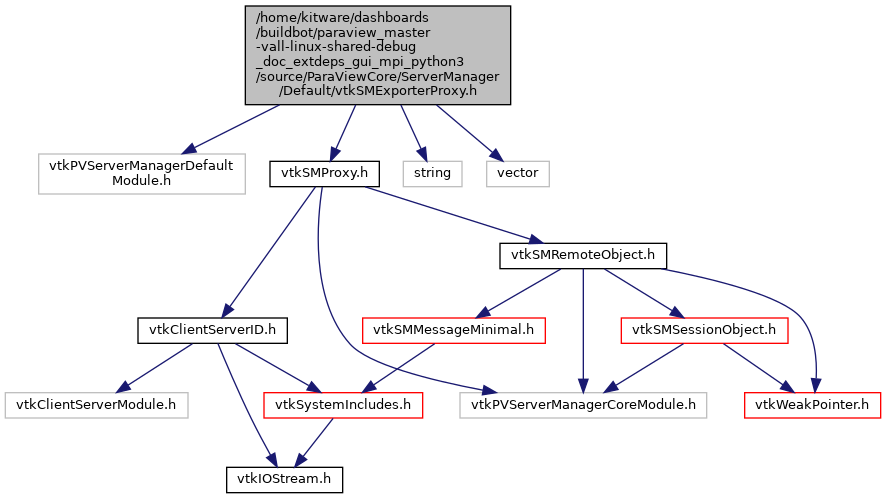 /home/kitware/dashboards
/buildbot/paraview_master
-vall-linux-shared-debug
_doc_extdeps_gui_mpi_python3
/source/ParaViewCore/ServerManager
/Default/vtkSMExporterProxy.h
vtkPVServerManagerDefault
Module.h
vtkSMProxy.h
string
vector
vtkSMRemoteObject.h
vtkClientServerID.h
vtkSMMessageMinimal.h
vtkSMSessionObject.h
vtkClientServerModule.h
vtkSystemIncludes.h
vtkPVServerManagerCoreModule.h
vtkWeakPointer.h
vtkIOStream.h